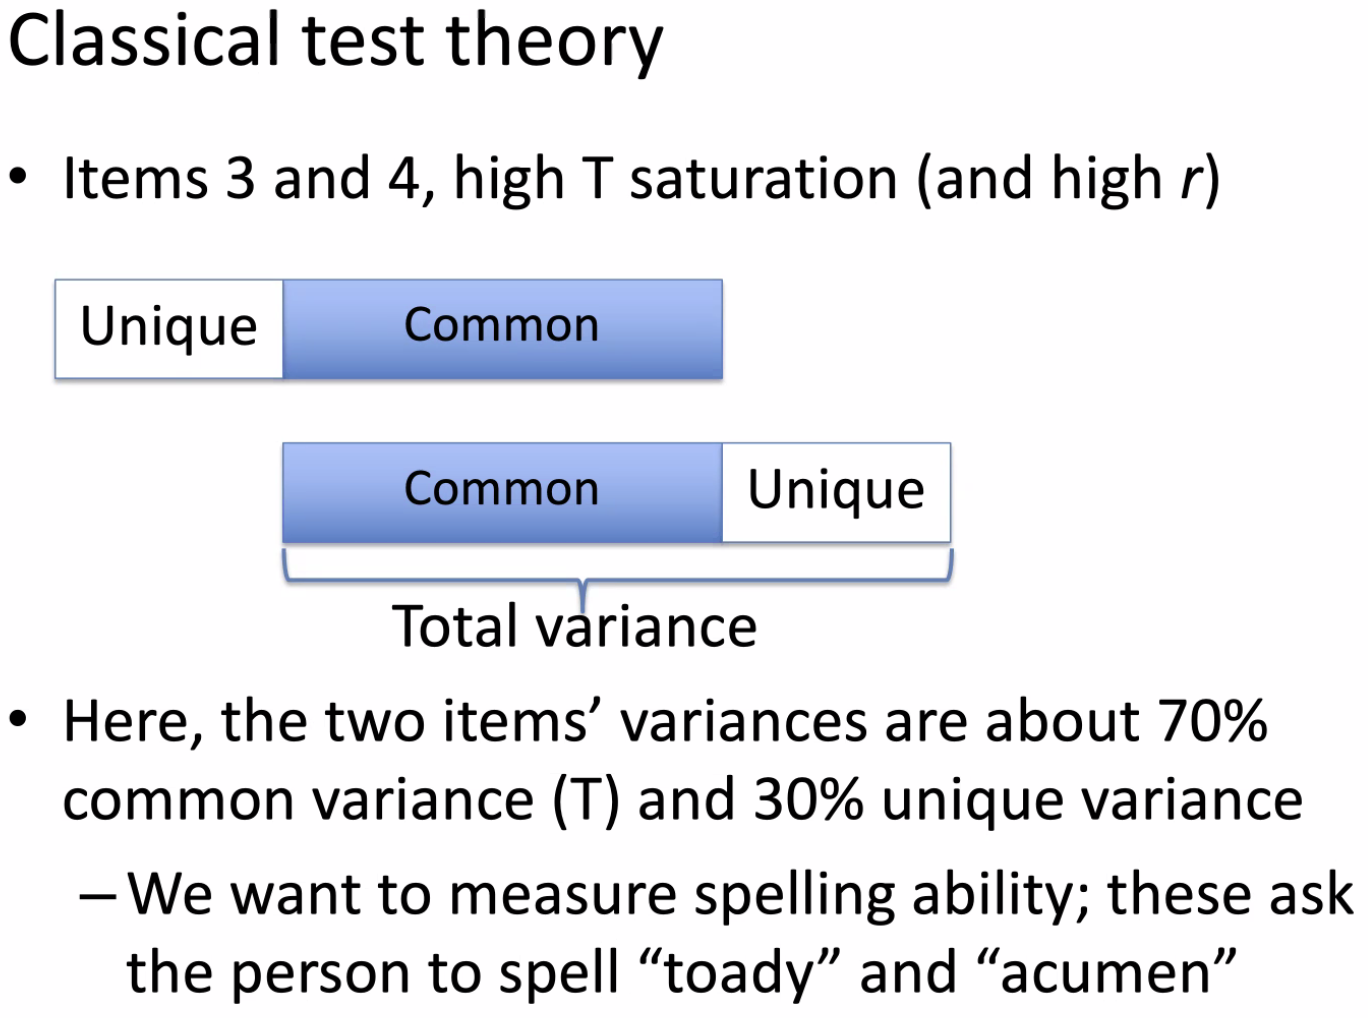 Classical test theory
• Items 3 and 4, high T saturation (and high r)
Unique Common
Common Unique
Total variance
• Here, the two items’ variances are about 70%
common variance (T) and 30% unique variance
– We want to measure spelling ability; these ask
the person to spell “toady” and “acumen”